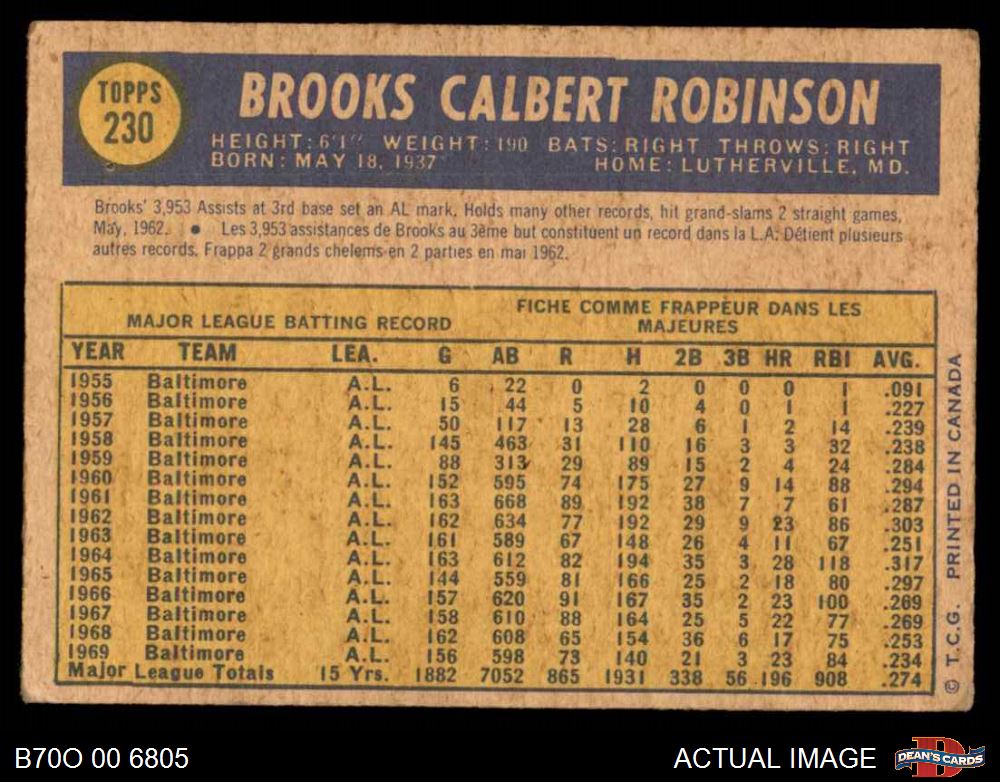 TOPPS
230
BROOKS CALBERT ROBINSON
HEIGHT: 6'1" WEIGHT: 190 BATS: RIGHT THROWS: RIGHT
BORN: MAY 18, 1937 HOME: LUTHERVILLE, MD.
Brooks' 3,953 Assists at 3rd base set an AL mark. Holds many other records, hit grand-slams 2 straight games,
May, 1962. ● Les 3,953 assistances de Brooks au 3ème but constituent un record dans la L.A: Détient plusieurs
autres records. Frappa 2 grands chelems en 2 parties en mai 1962.
MAJOR LEAGUE BATTING RECORD
FICHE COMME FRAPPEUR DANS LES
MAJEURES
YEAR TEAM LEA. G AB R H 2B 3B HR RBI AVG.
1955 Baltimore A.L. 6 22 0 2 0 0 0 1 .091
1956 Baltimore A.L. 15 44 5 10 4 0 1 1 .227
1957 Baltimore A.L. 50 117 13 28 6 1 2 14 .239
1958 Baltimore A.L. 145 463 31 110 16 3 3 32 .238
1959 Baltimore A.L. 88 313 29 89 15 2 4 24 .284
1960 Baltimore A.L. 152 595 74 175 27 9 14 88 .294
1961 Baltimore A.L. 163 668 89 192 38 7 7 61 .287
1962 Baltimore A.L. 162 634 77 192 29 9 23 86 .303
1963 Baltimore A.L. 161 589 67 148 26 4 11 67 .251
1964 Baltimore A.L. 163 612 82 194 35 3 28 118 .317
1965 Baltimore A.L. 144 559 81 166 25 2 18 80 .297
1966 Baltimore A.L. 157 620 91 167 35 2 23 100 .269
1967 Baltimore A.L. 158 610 88 164 25 5 22 77 .269
1968 Baltimore A.L. 162 608 65 154 36 6 17 75 .253
1969 Baltimore A.L. 156 598 73 140 21 3 23 84 .234
Major League Totals 15 Yrs. 1882 7052 865 1931 338 56 196 908 .274
© T.C.G. PRINTED IN CANADA
B70O 00 6805
ACTUAL IMAGE
D
DEAN'S CARDS